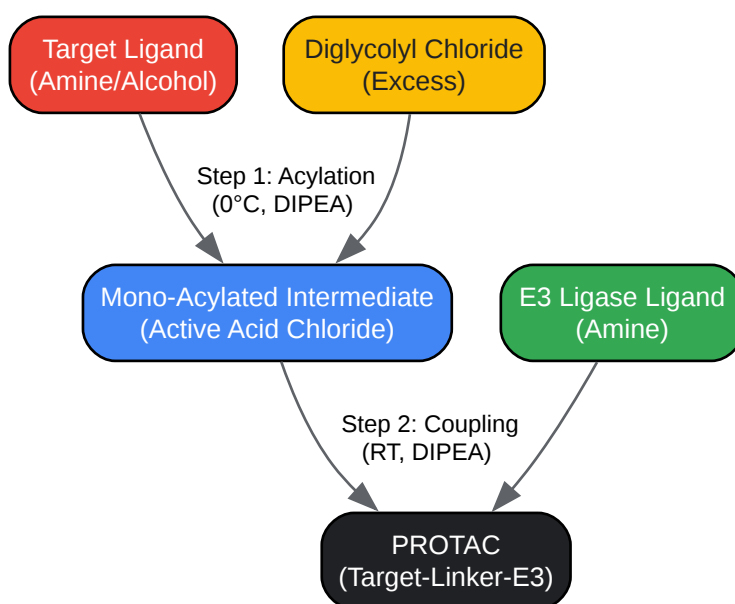 Target Ligand
(Amine/Alcohol)
Diglycolyl Chloride
(Excess)
Step 1: Acylation
(0°C, DIPEA)
Mono-Acylated Intermediate
(Active Acid Chloride)
E3 Ligase Ligand
(Amine)
Step 2: Coupling
(RT, DIPEA)
PROTAC
(Target-Linker-E3)